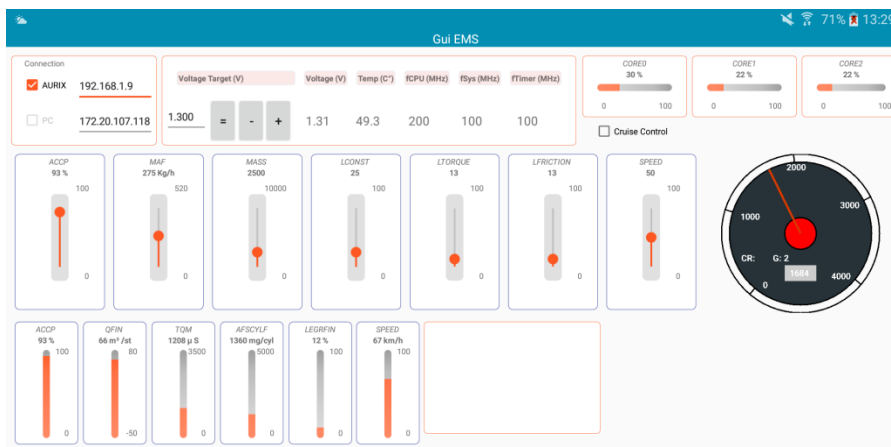 71% 13:29
Gui EMS
Connection
AURIX 192.168.1.9
PC 172.20.107.118
Voltage Target (V) Voltage (V) Temp (C°) fCPU (MHz) fSys (MHz) fTimer (MHz)
1.300 = - + 1.31 49.3 200 100 100
CORE0 CORE1 CORE2
30 % 22 % 22 %
0 100 0 100 0 100
Cruise Control
ACCP MAF MASS LCONST LTORQUE LFRICTION SPEED
93 % 275 Kg/h 2500 25 13 13 50
100 520 10000 100 100 100 100
0 0 0 0 0 0 0
2000
1000 3000
CR: G: 2
1684
0 4000
ACCP QFIN TQM AFSCYLF LEGRFIN SPEED
93 % 66 m³ /st 1208 µ S 1360 mg/cyl 12 % 67 km/h
100 80 3500 5000 100 100
0 -50 0 0 0 0